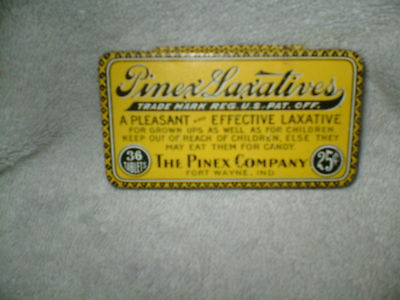 Pinex Laxatives
TRADE MARK REG. U.S. PAT. OFF.
A PLEASANT AND EFFECTIVE LAXATIVE
FOR GROWN UPS AS WELL AS FOR CHILDREN.
KEEP OUT OF REACH OF CHILDREN, ELSE THEY
MAY EAT THEM FOR CANDY.
36
TABLETS
THE PINEX COMPANY
FORT WAYNE, IND.
25¢